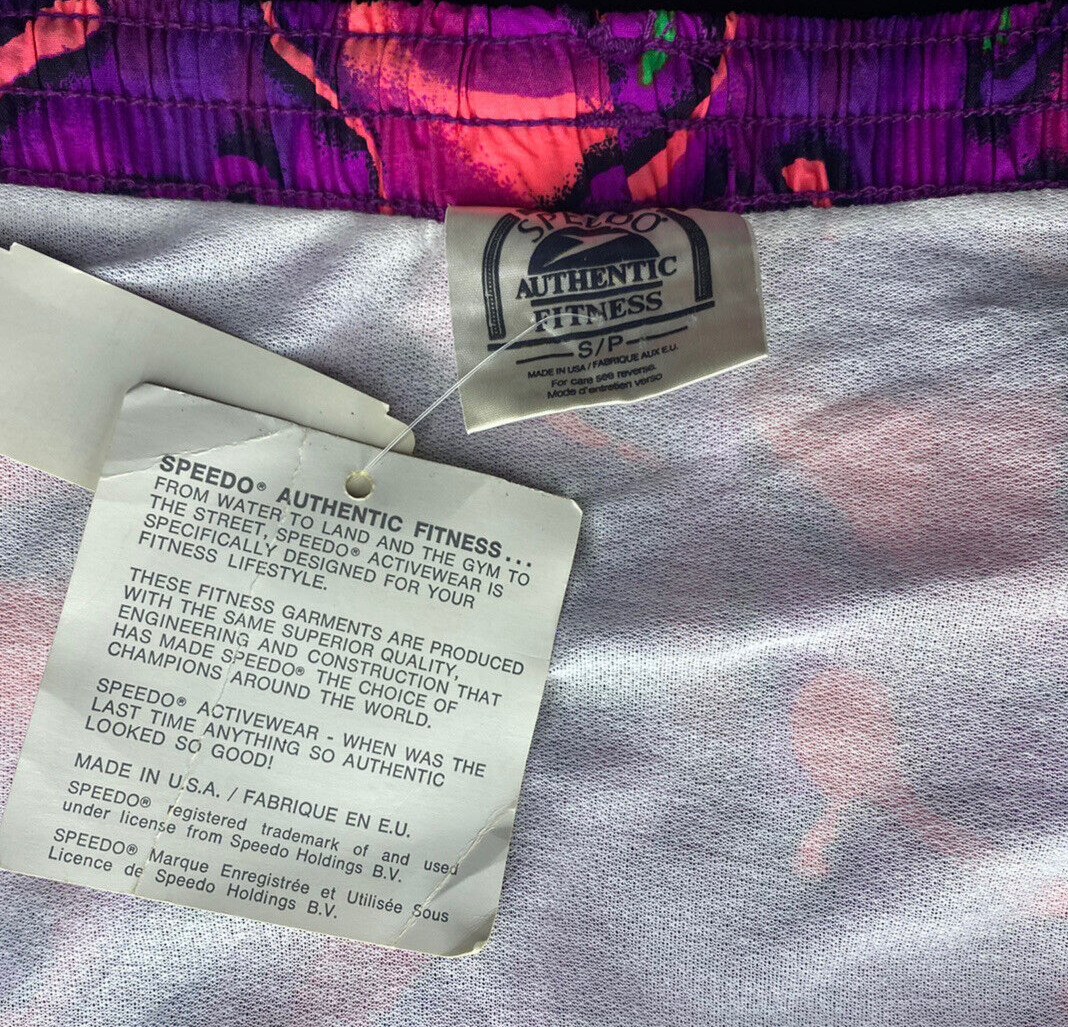 SPEEDO®
AUTHENTIC
FITNESS
S/P
MADE IN USA / FABRIQUE AUX E.U.
For care see reverse.
Mode d'entretien verso
SPEEDO® AUTHENTIC FITNESS...
FROM WATER TO LAND AND THE GYM TO
THE STREET, SPEEDO® ACTIVEWEAR IS
SPECIFICALLY DESIGNED FOR YOUR
FITNESS LIFESTYLE.
THESE FITNESS GARMENTS ARE PRODUCED
WITH THE SAME SUPERIOR QUALITY,
ENGINEERING AND CONSTRUCTION THAT
HAS MADE SPEEDO® THE CHOICE OF
CHAMPIONS AROUND THE WORLD.
SPEEDO® ACTIVEWEAR - WHEN WAS THE
LAST TIME ANYTHING SO AUTHENTIC
LOOKED SO GOOD!
MADE IN U.S.A. / FABRIQUE EN E.U.
SPEEDO® registered trademark of and used
under license from Speedo Holdings B.V.
SPEEDO® Marque Enregistrée et Utilisée Sous
Licence de Speedo Holdings B.V.